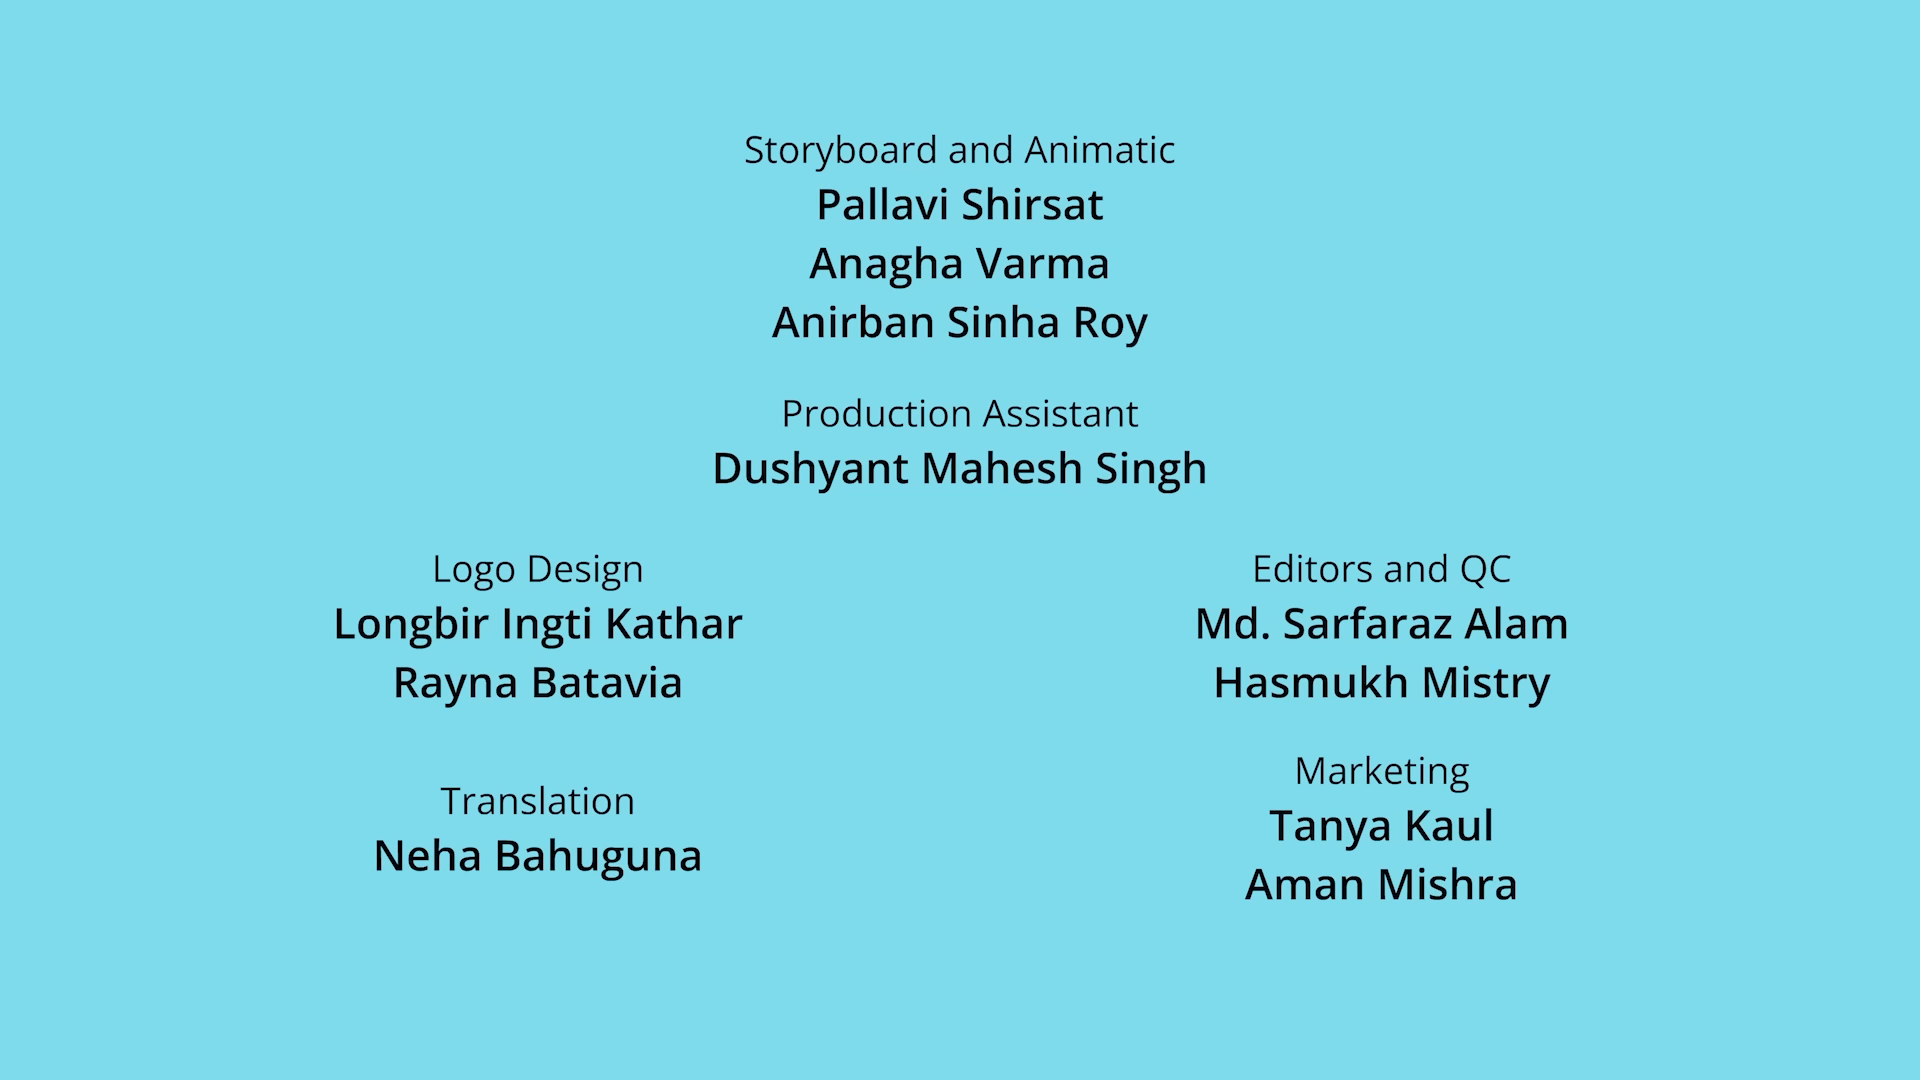 Storyboard and Animatic
Pallavi Shirsat
Anagha Varma
Anirban Sinha Roy
Production Assistant
Dushyant Mahesh Singh
Logo Design
Longbir Ingti Kathar
Rayna Batavia
Translation
Neha Bahuguna
Editors and QC
Md. Sarfaraz Alam
Hasmukh Mistry
Marketing
Tanya Kaul
Aman Mishra